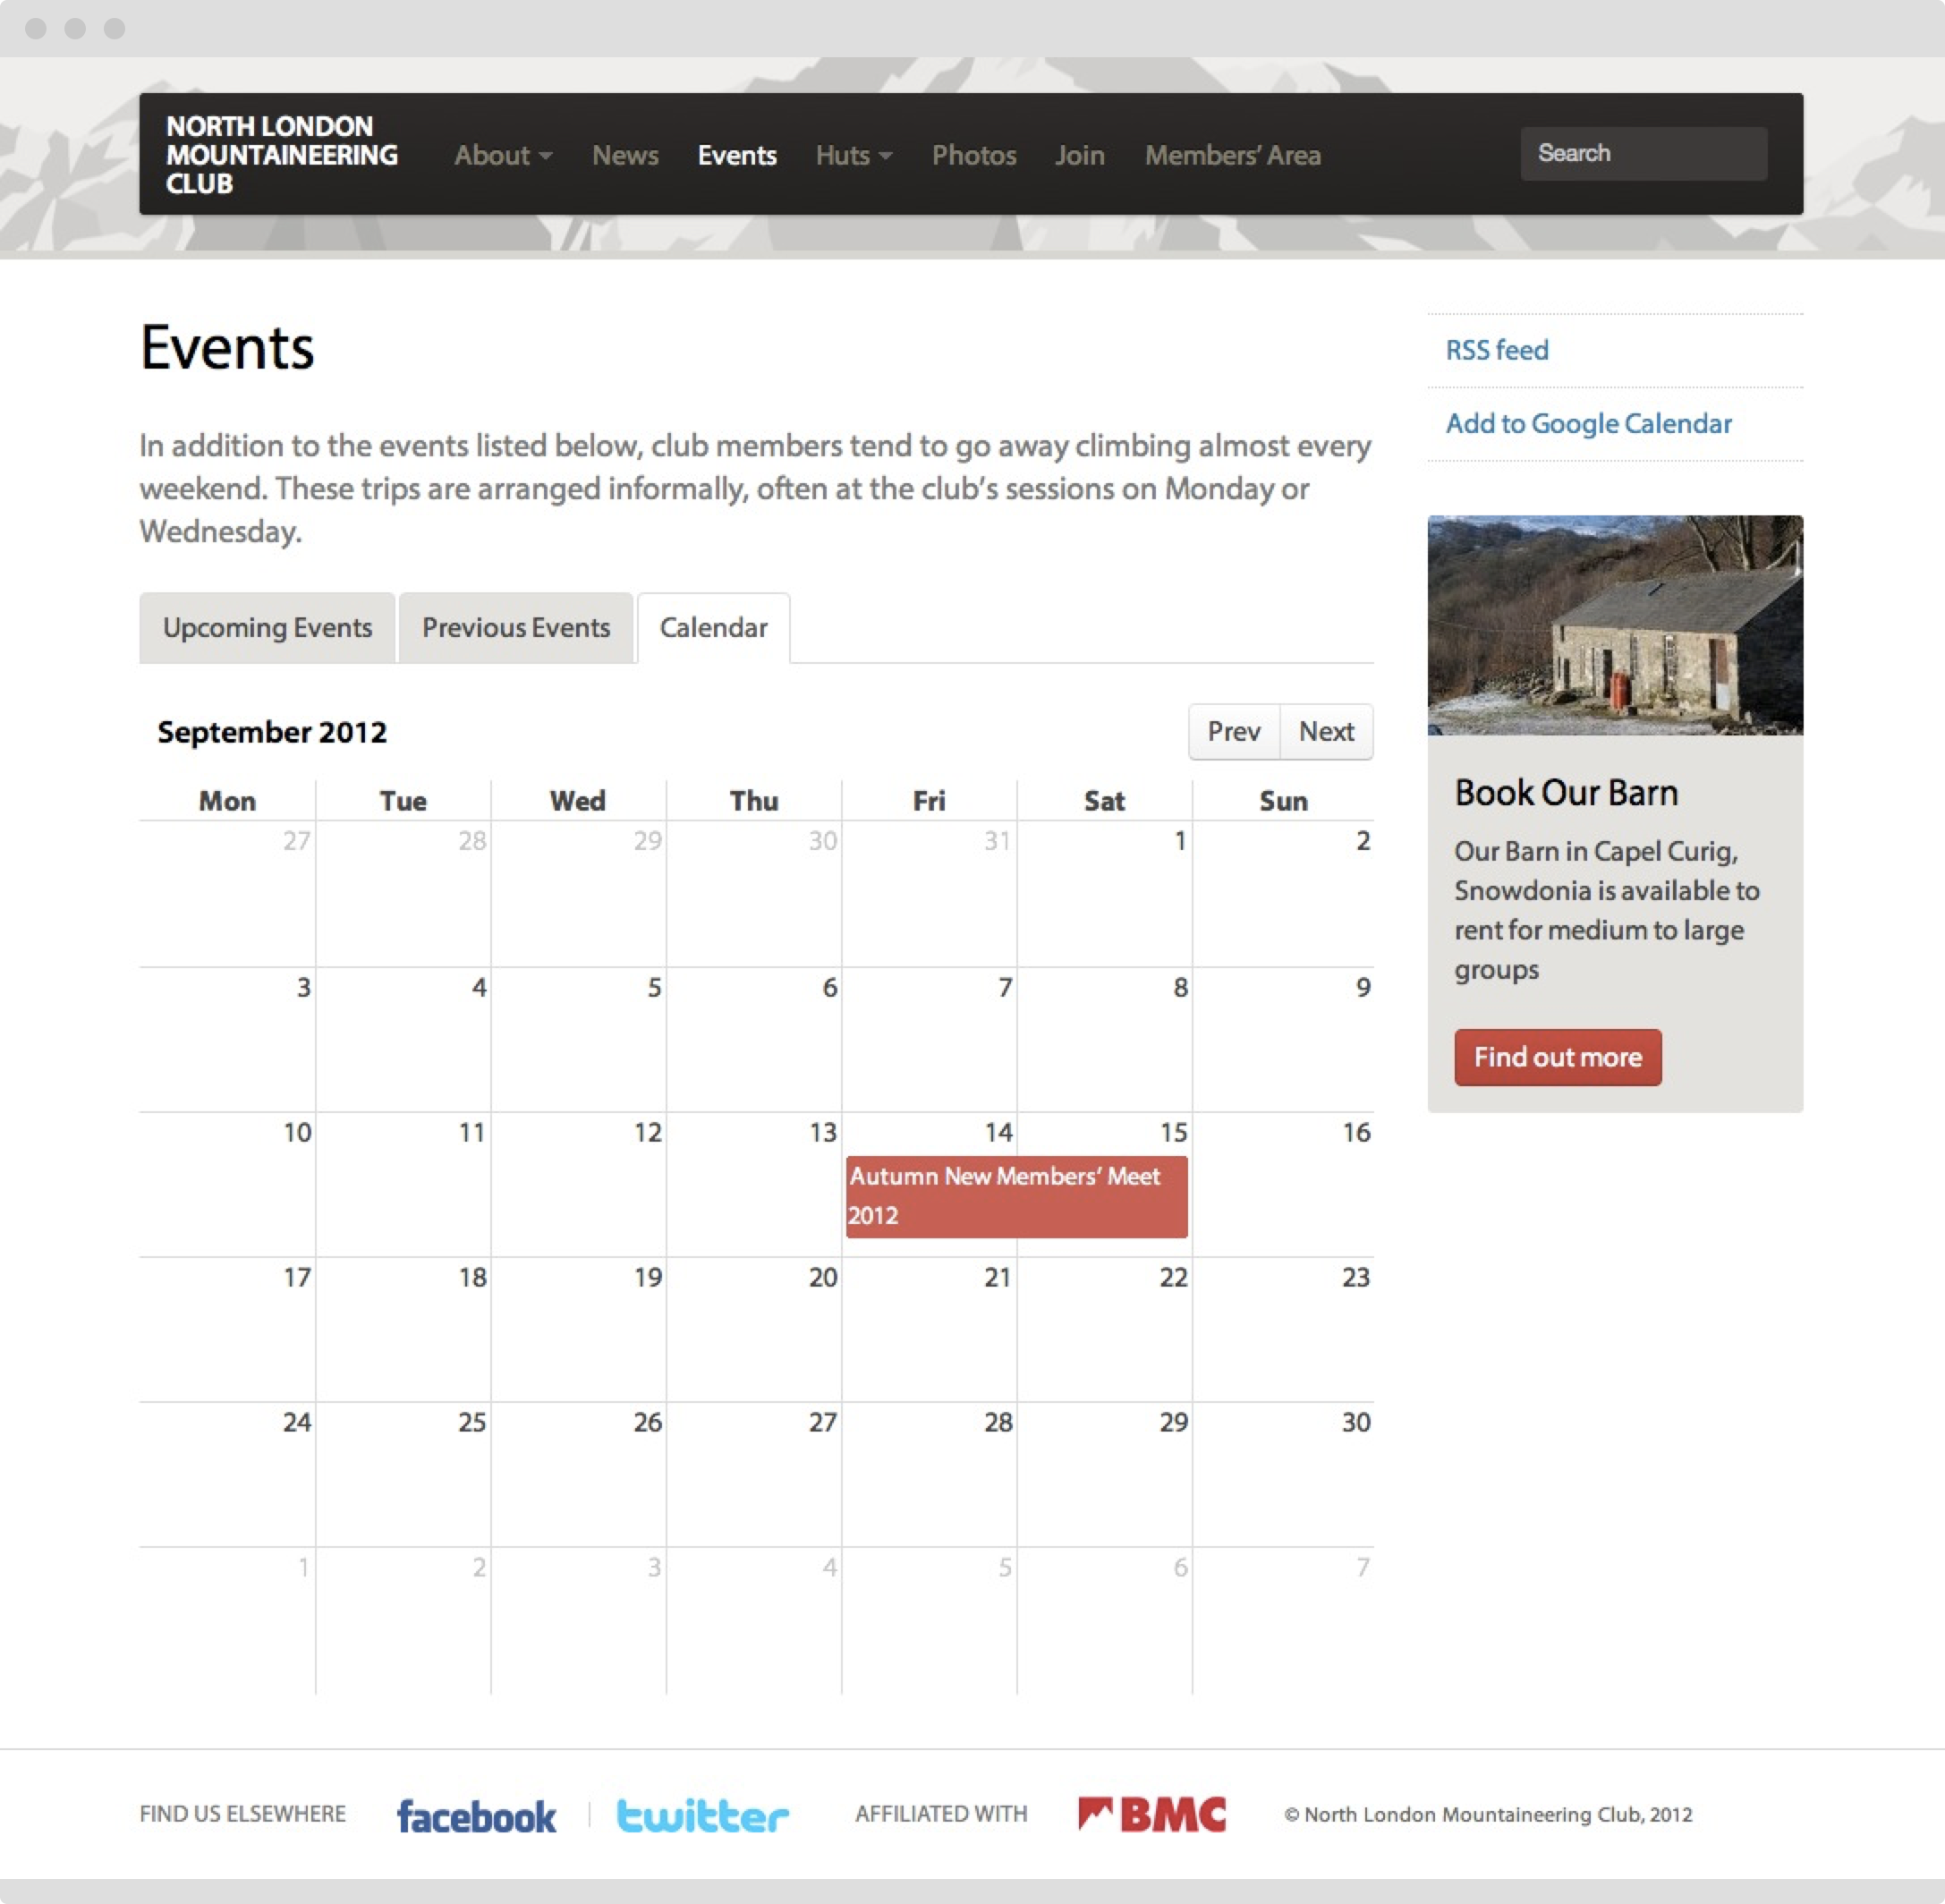 NORTH LONDON
MOUNTAINEERING
CLUB
About
News
Events
Huts
Photos
Join
Members’ Area
Search
Events
In addition to the events listed below, club members tend to go away climbing almost every
weekend. These trips are arranged informally, often at the club’s sessions on Monday or
Wednesday.
Upcoming Events
Previous Events
Calendar
September 2012
Prev
Next
Mon Tue Wed Thu Fri Sat Sun
27 28 29 30 31 1 2
3 4 5 6 7 8 9
10 11 12 13 14 15 16
Autumn New Members’ Meet
2012
17 18 19 20 21 22 23
24 25 26 27 28 29 30
1 2 3 4 5 6 7
RSS feed
Add to Google Calendar
Book Our Barn
Our Barn in Capel Curig,
Snowdonia is available to
rent for medium to large
groups
Find out more
FIND US ELSEWHERE
facebook
twitter
AFFILIATED WITH
BMC
© North London Mountaineering Club, 2012